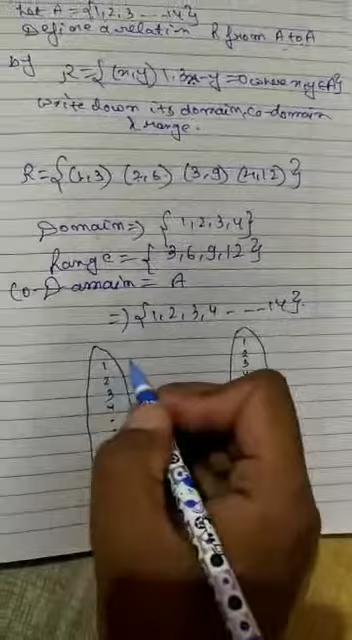 Let A = {1,2,3 - - - 14}
Define a relation R from A to A
by R = {(x,y) | 3x-y=0 where x,y ∈ A}
Write down its domain, co-domain
& range.
R = {(1,3) (2,6) (3,9) (4,12)}
Domain => {1,2,3,4}
Range = {3,6,9,12}
Co-Domain = A
=> {1,2,3,4 - - - - 14}.
1 1
2 2
3 3
4 4